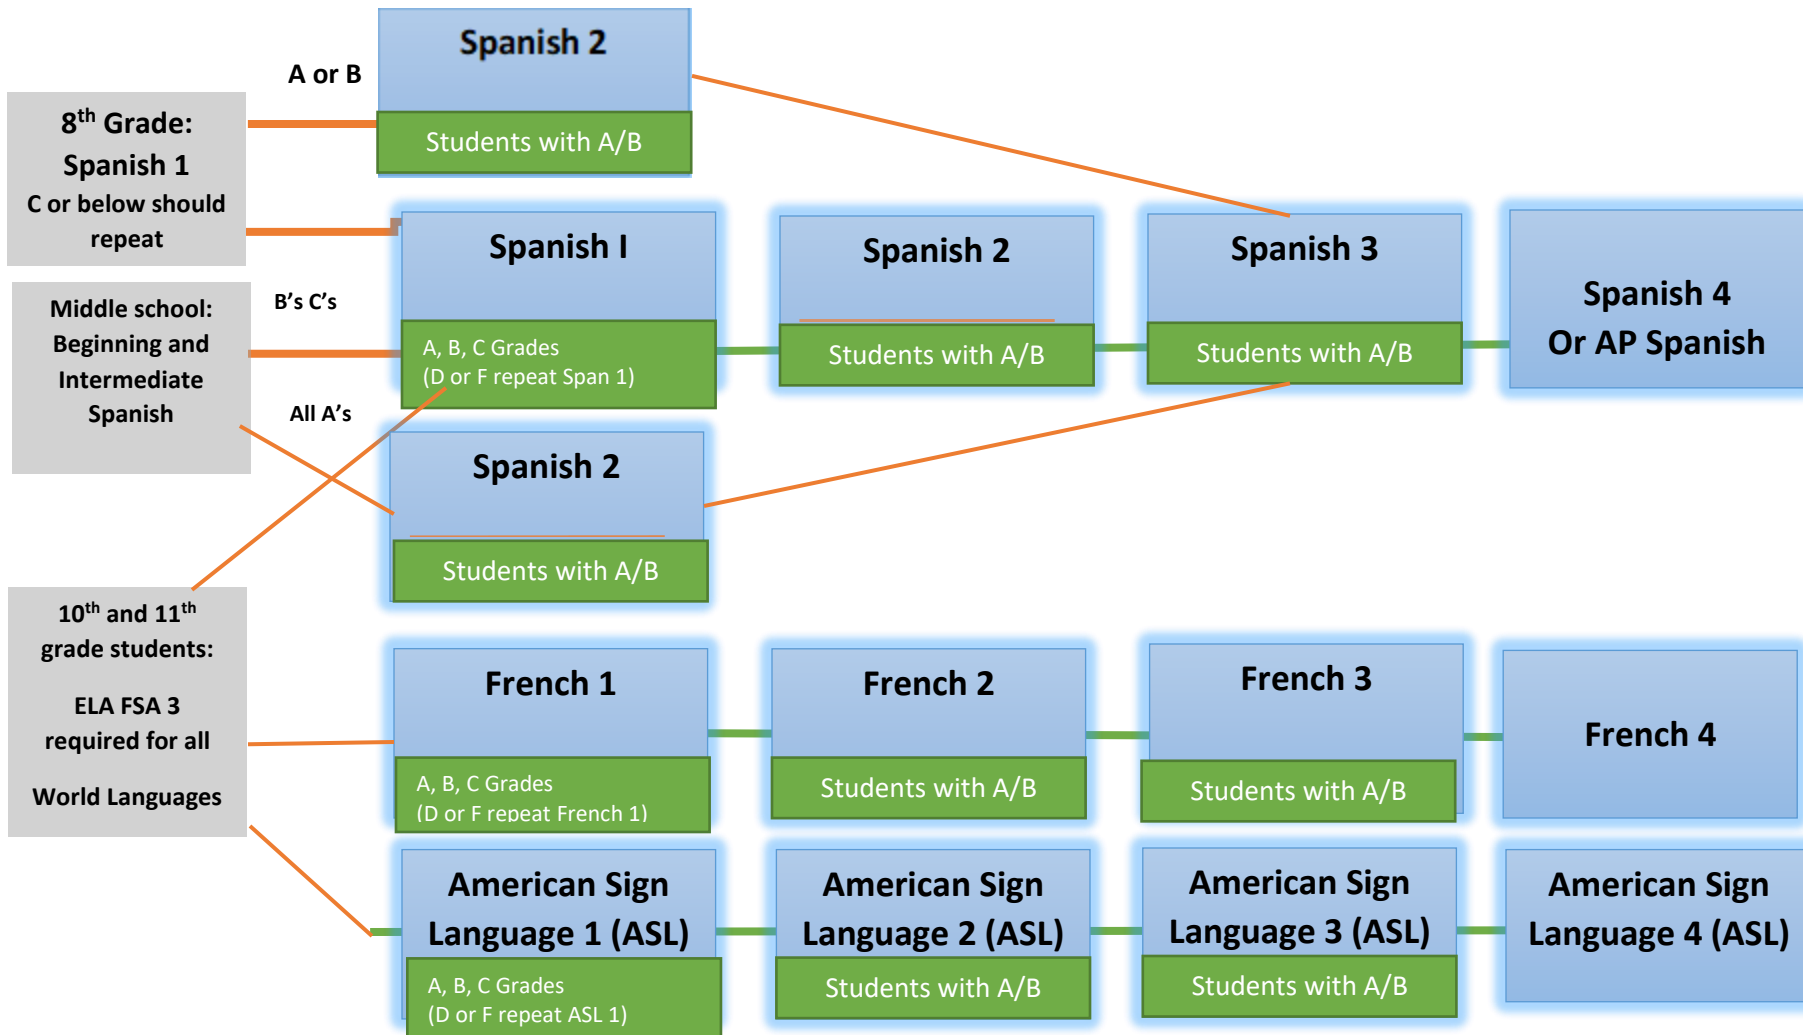 Spanish 2
A or B
Students with A/B
8th Grade:
Spanish 1
C or below should
repeat
Spanish I
A, B, C Grades
(D or F repeat Span 1)
Spanish 2
Students with A/B
Spanish 3
Students with A/B
Spanish 4
Or AP Spanish
Middle school:
Beginning and
Intermediate
Spanish
B's C's
All A's
Spanish 2
Students with A/B
10th and 11th
grade students:
ELA FSA 3
required for all
World Languages
French 1
A, B, C Grades
(D or F repeat French 1)
French 2
Students with A/B
French 3
Students with A/B
French 4
American Sign
Language 1 (ASL)
A, B, C Grades
(D or F repeat ASL 1)
American Sign
Language 2 (ASL)
Students with A/B
American Sign
Language 3 (ASL)
Students with A/B
American Sign
Language 4 (ASL)